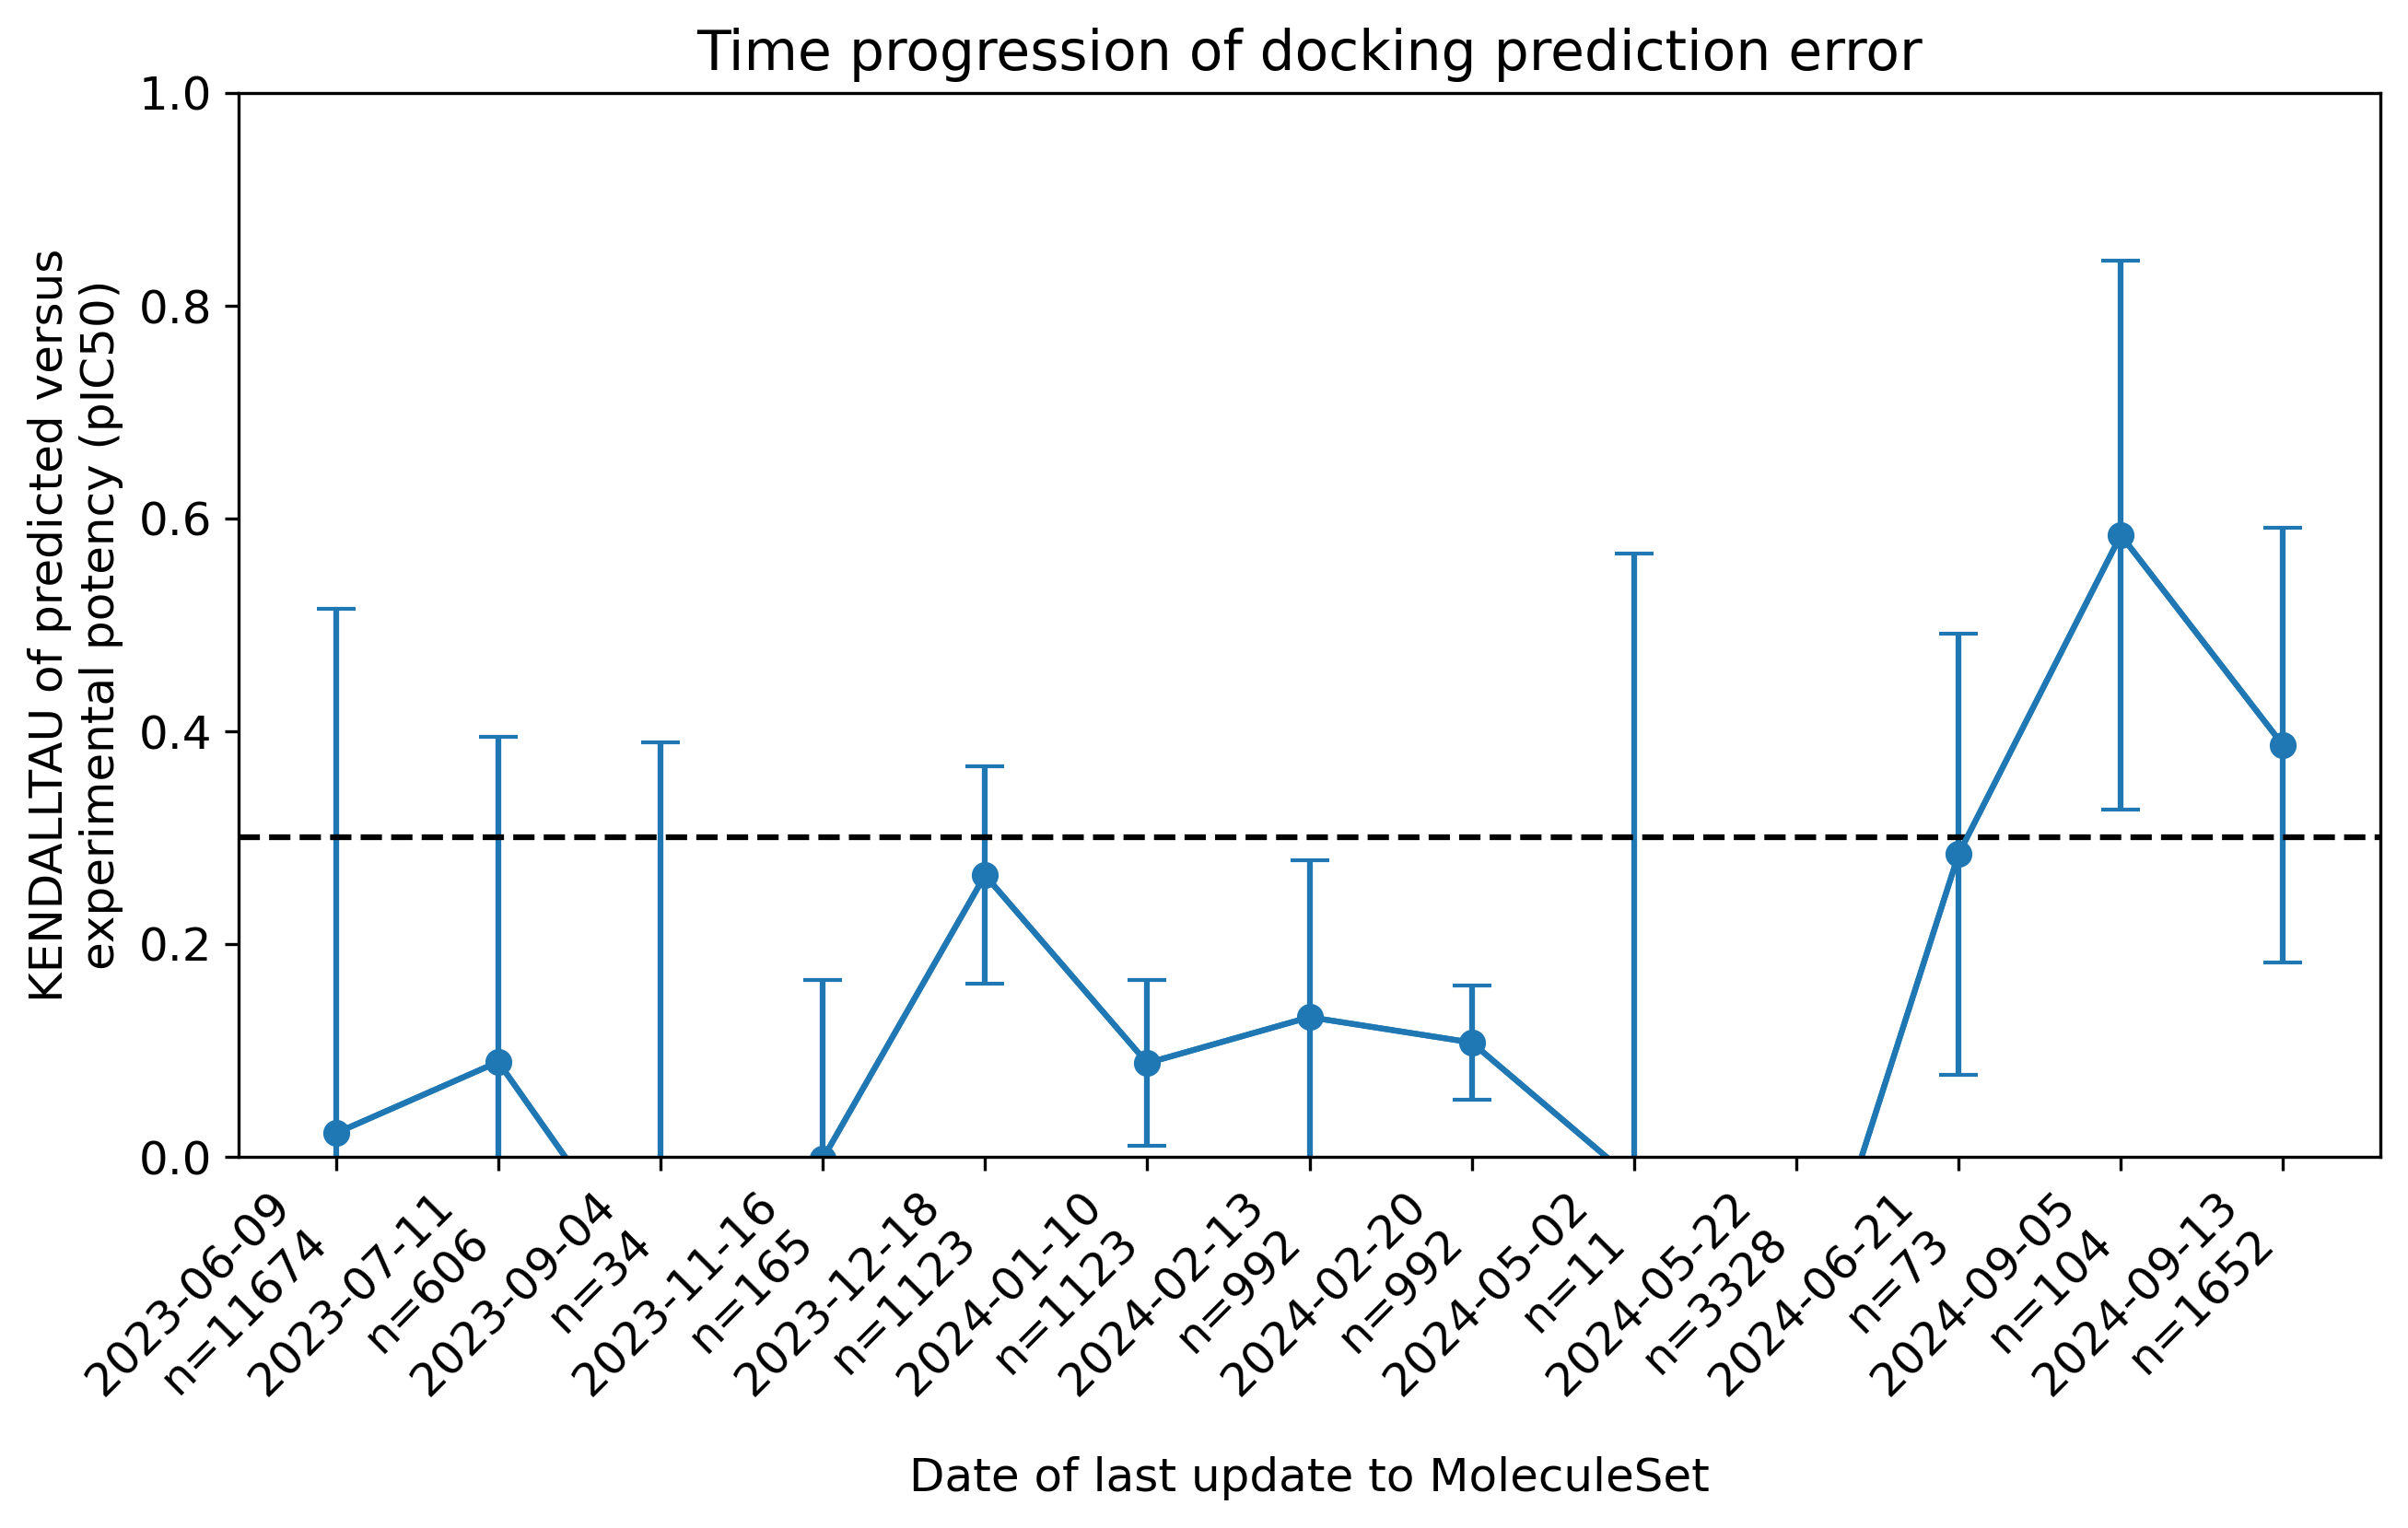 Time progression of docking prediction error
KENDALLTAU of predicted versus
experimental potency (pIC50)
1.0
0.8
0.6
0.4
0.2
0.0
2023-06-09
n=11674
2023-07-11
n=606
2023-09-04
n=34
2023-11-16
n=165
2023-12-18
n=1123
2024-01-10
n=1123
2024-02-13
n=992
2024-02-20
n=992
2024-05-02
n=11
2024-05-22
n=3328
2024-06-21
n=73
2024-09-05
n=104
2024-09-13
n=1652
Date of last update to MoleculeSet